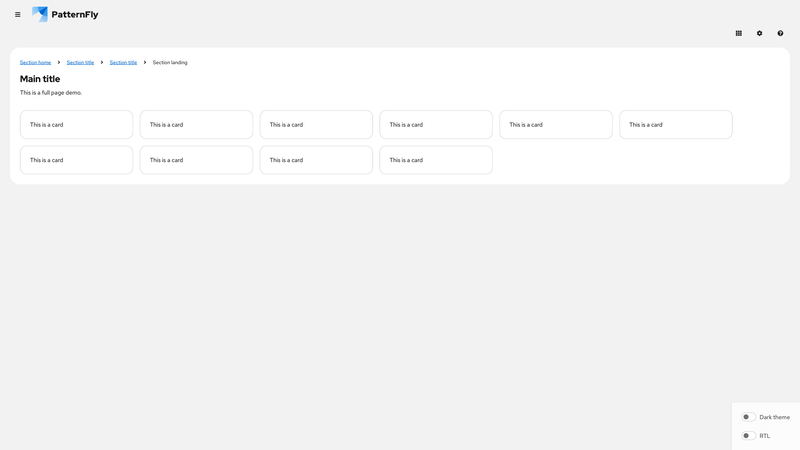 PatternFly
Section home > Section title > Section title > Section landing
Main title
This is a full page demo.
This is a card This is a card This is a card This is a card This is a card This is a card
This is a card This is a card This is a card This is a card
Dark theme
RTL